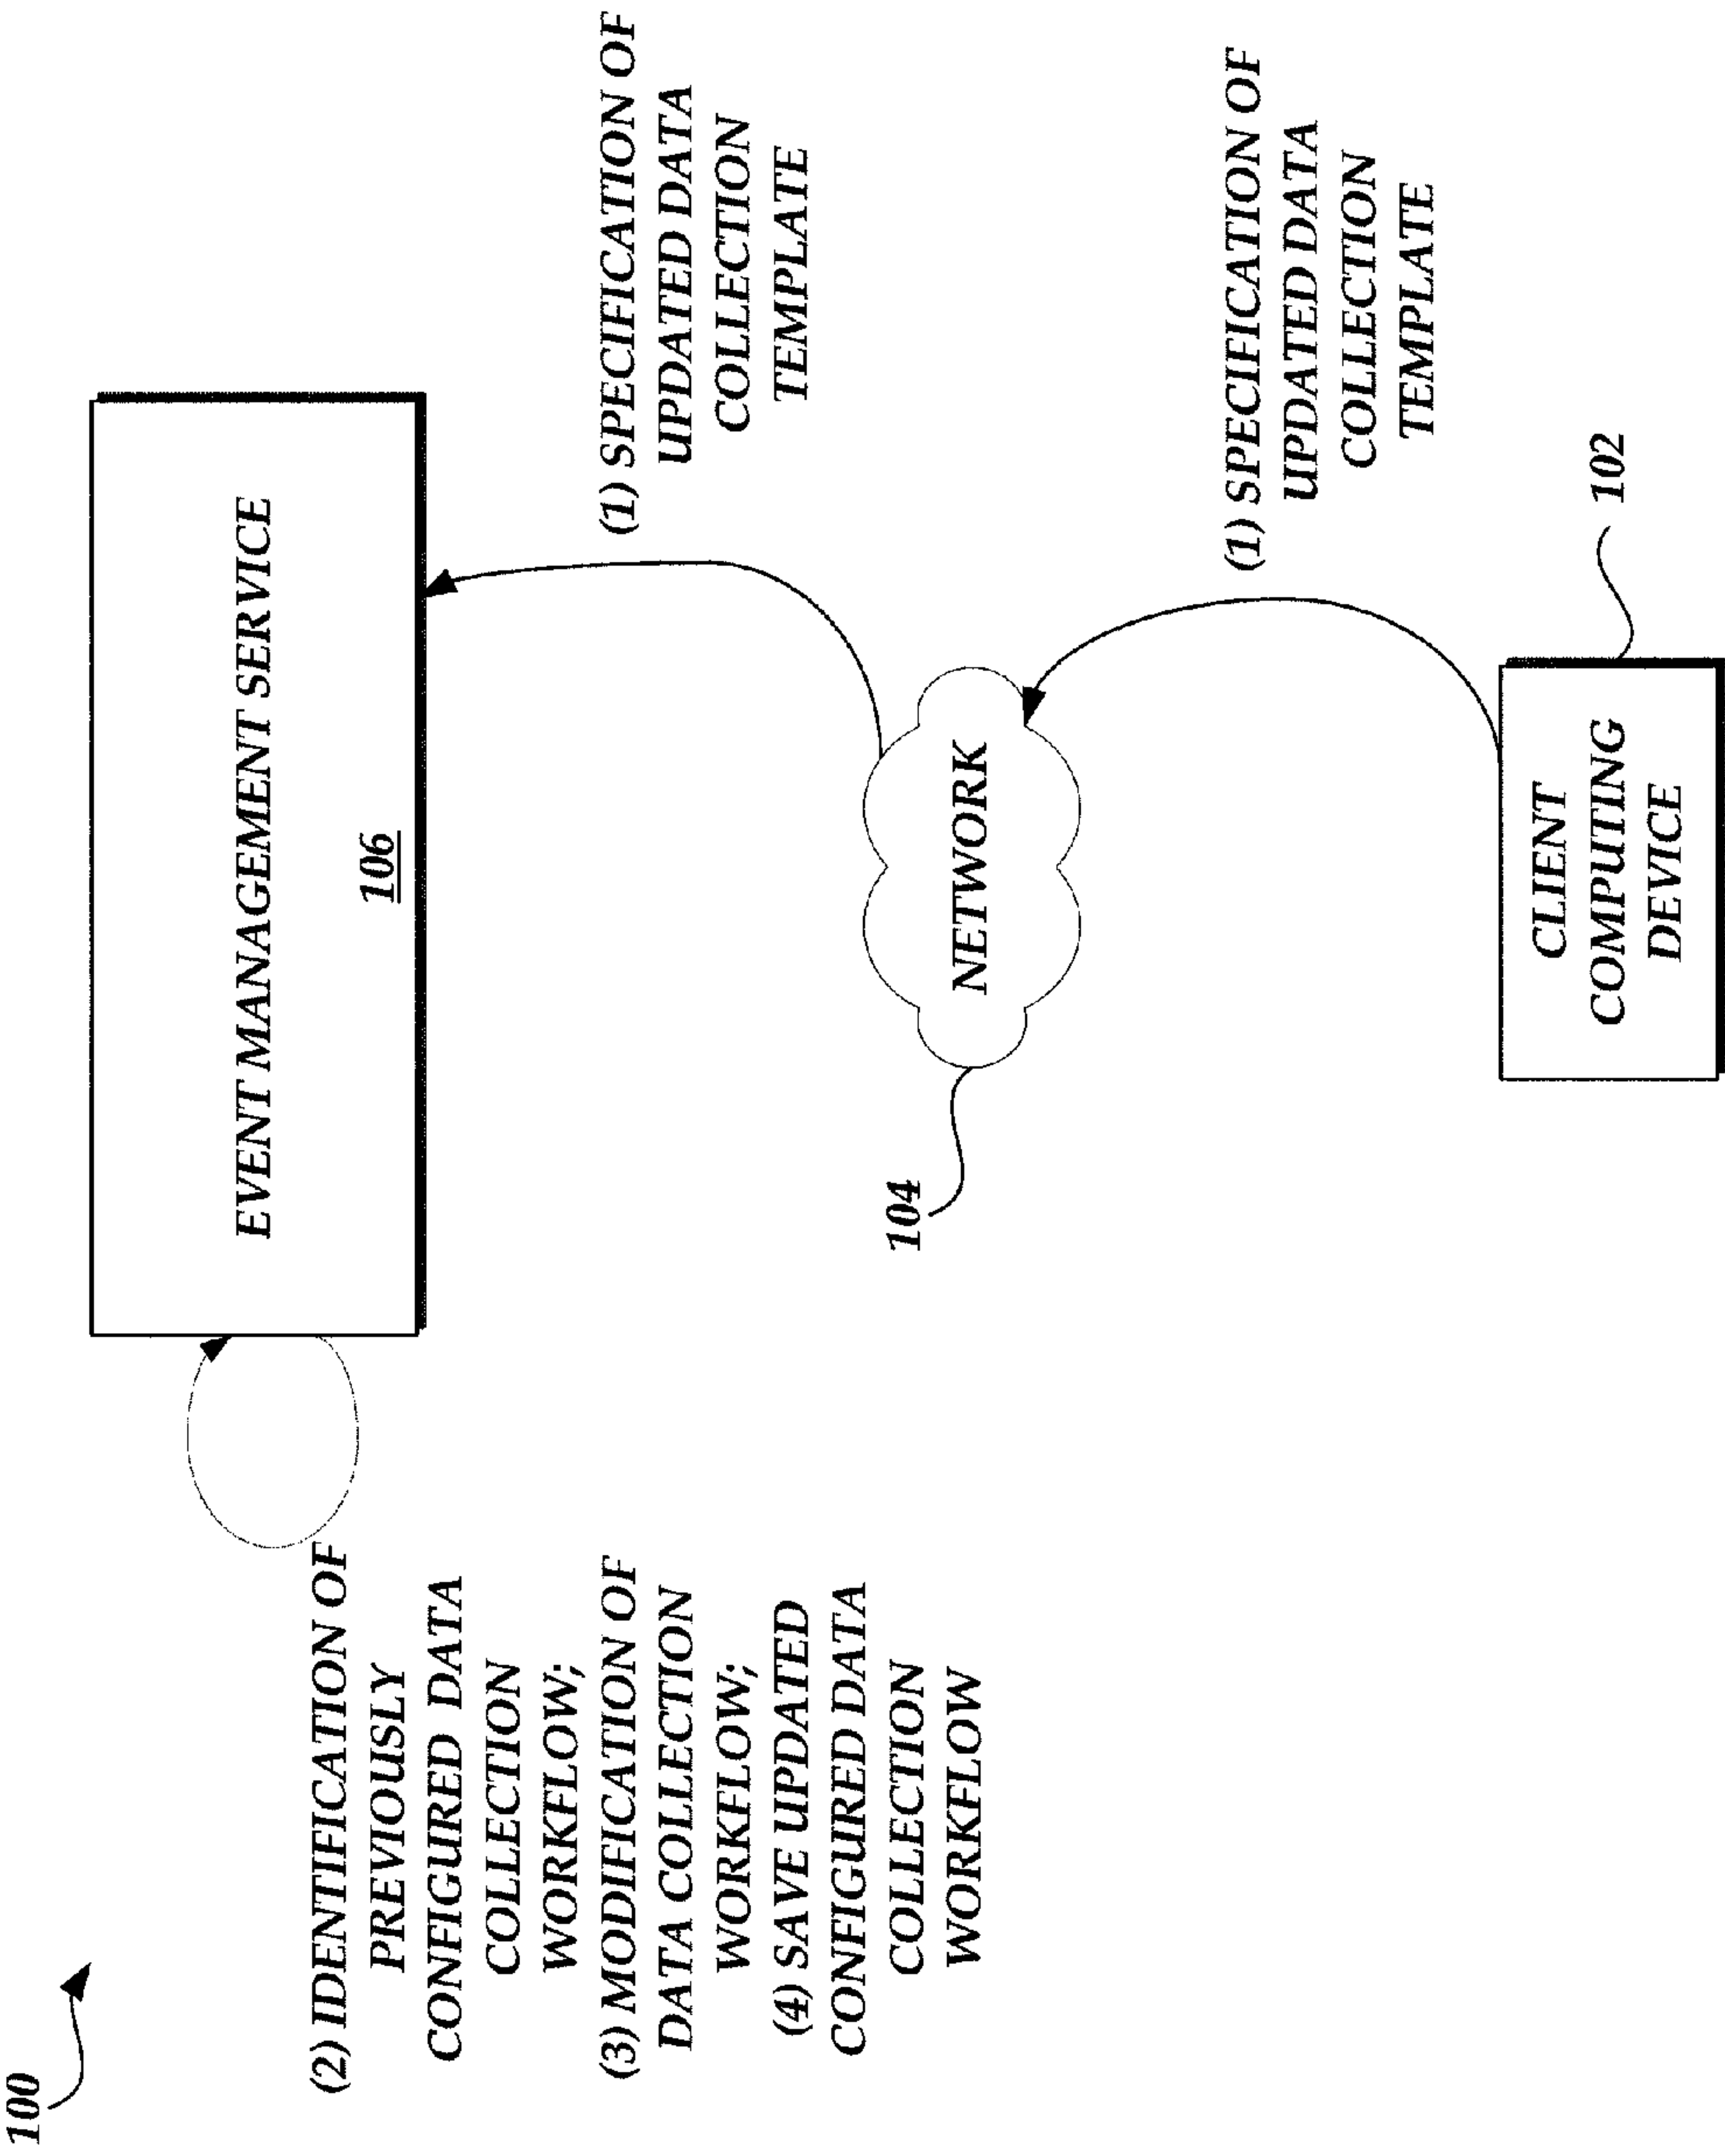 100
EVENT MANAGEMENT SERVICE
106
(2) IDENTIFICATION OF
PREVIOUSLY
CONFIGURED DATA
COLLECTION
WORKFLOW;
(3) MODIFICATION OF
DATA COLLECTION
WORKFLOW;
(4) SAVE UPDATED
CONFIGURED DATA
COLLECTION
WORKFLOW
(1) SPECIFICATION OF
UPDATED DATA
COLLECTION
TEMPLATE
104
NETWORK
(1) SPECIFICATION OF
UPDATED DATA
COLLECTION
TEMPLATE
CLIENT
COMPUTING
DEVICE
102